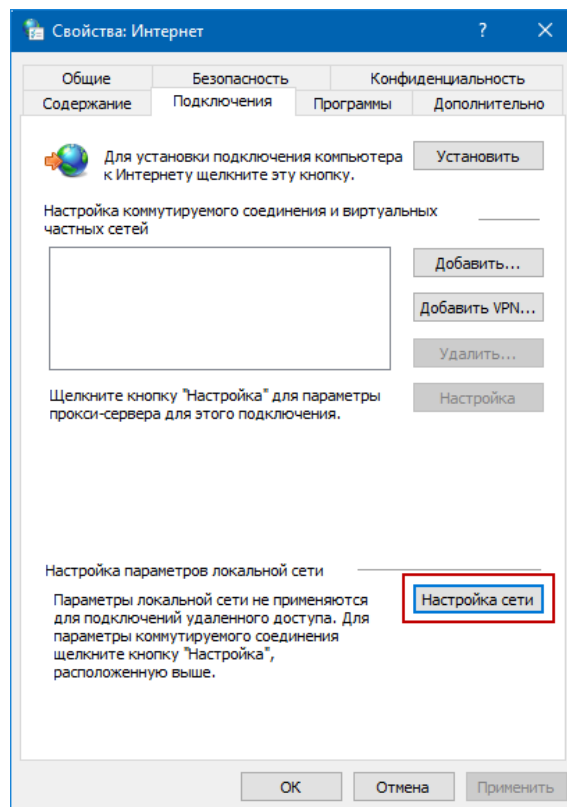 Свойства: Интернет
?
Общие
Безопасность
Конфиденциальность
Содержание
Подключения
Программы
Дополнительно
Для установки подключения компьютера
к Интернету щелкните эту кнопку.
Установить
Настройка коммутируемого соединения и виртуальных
частных сетей
Добавить...
Добавить VPN...
Удалить...
Щелкните кнопку "Настройка" для параметры
прокси-сервера для этого подключения.
Настройка
Настройка параметров локальной сети
Параметры локальной сети не применяются
для подключений удаленного доступа. Для
параметры коммутируемого соединения
щелкните кнопку "Настройка",
расположенную выше.
Настройка сети
ОК
Отмена
Применить